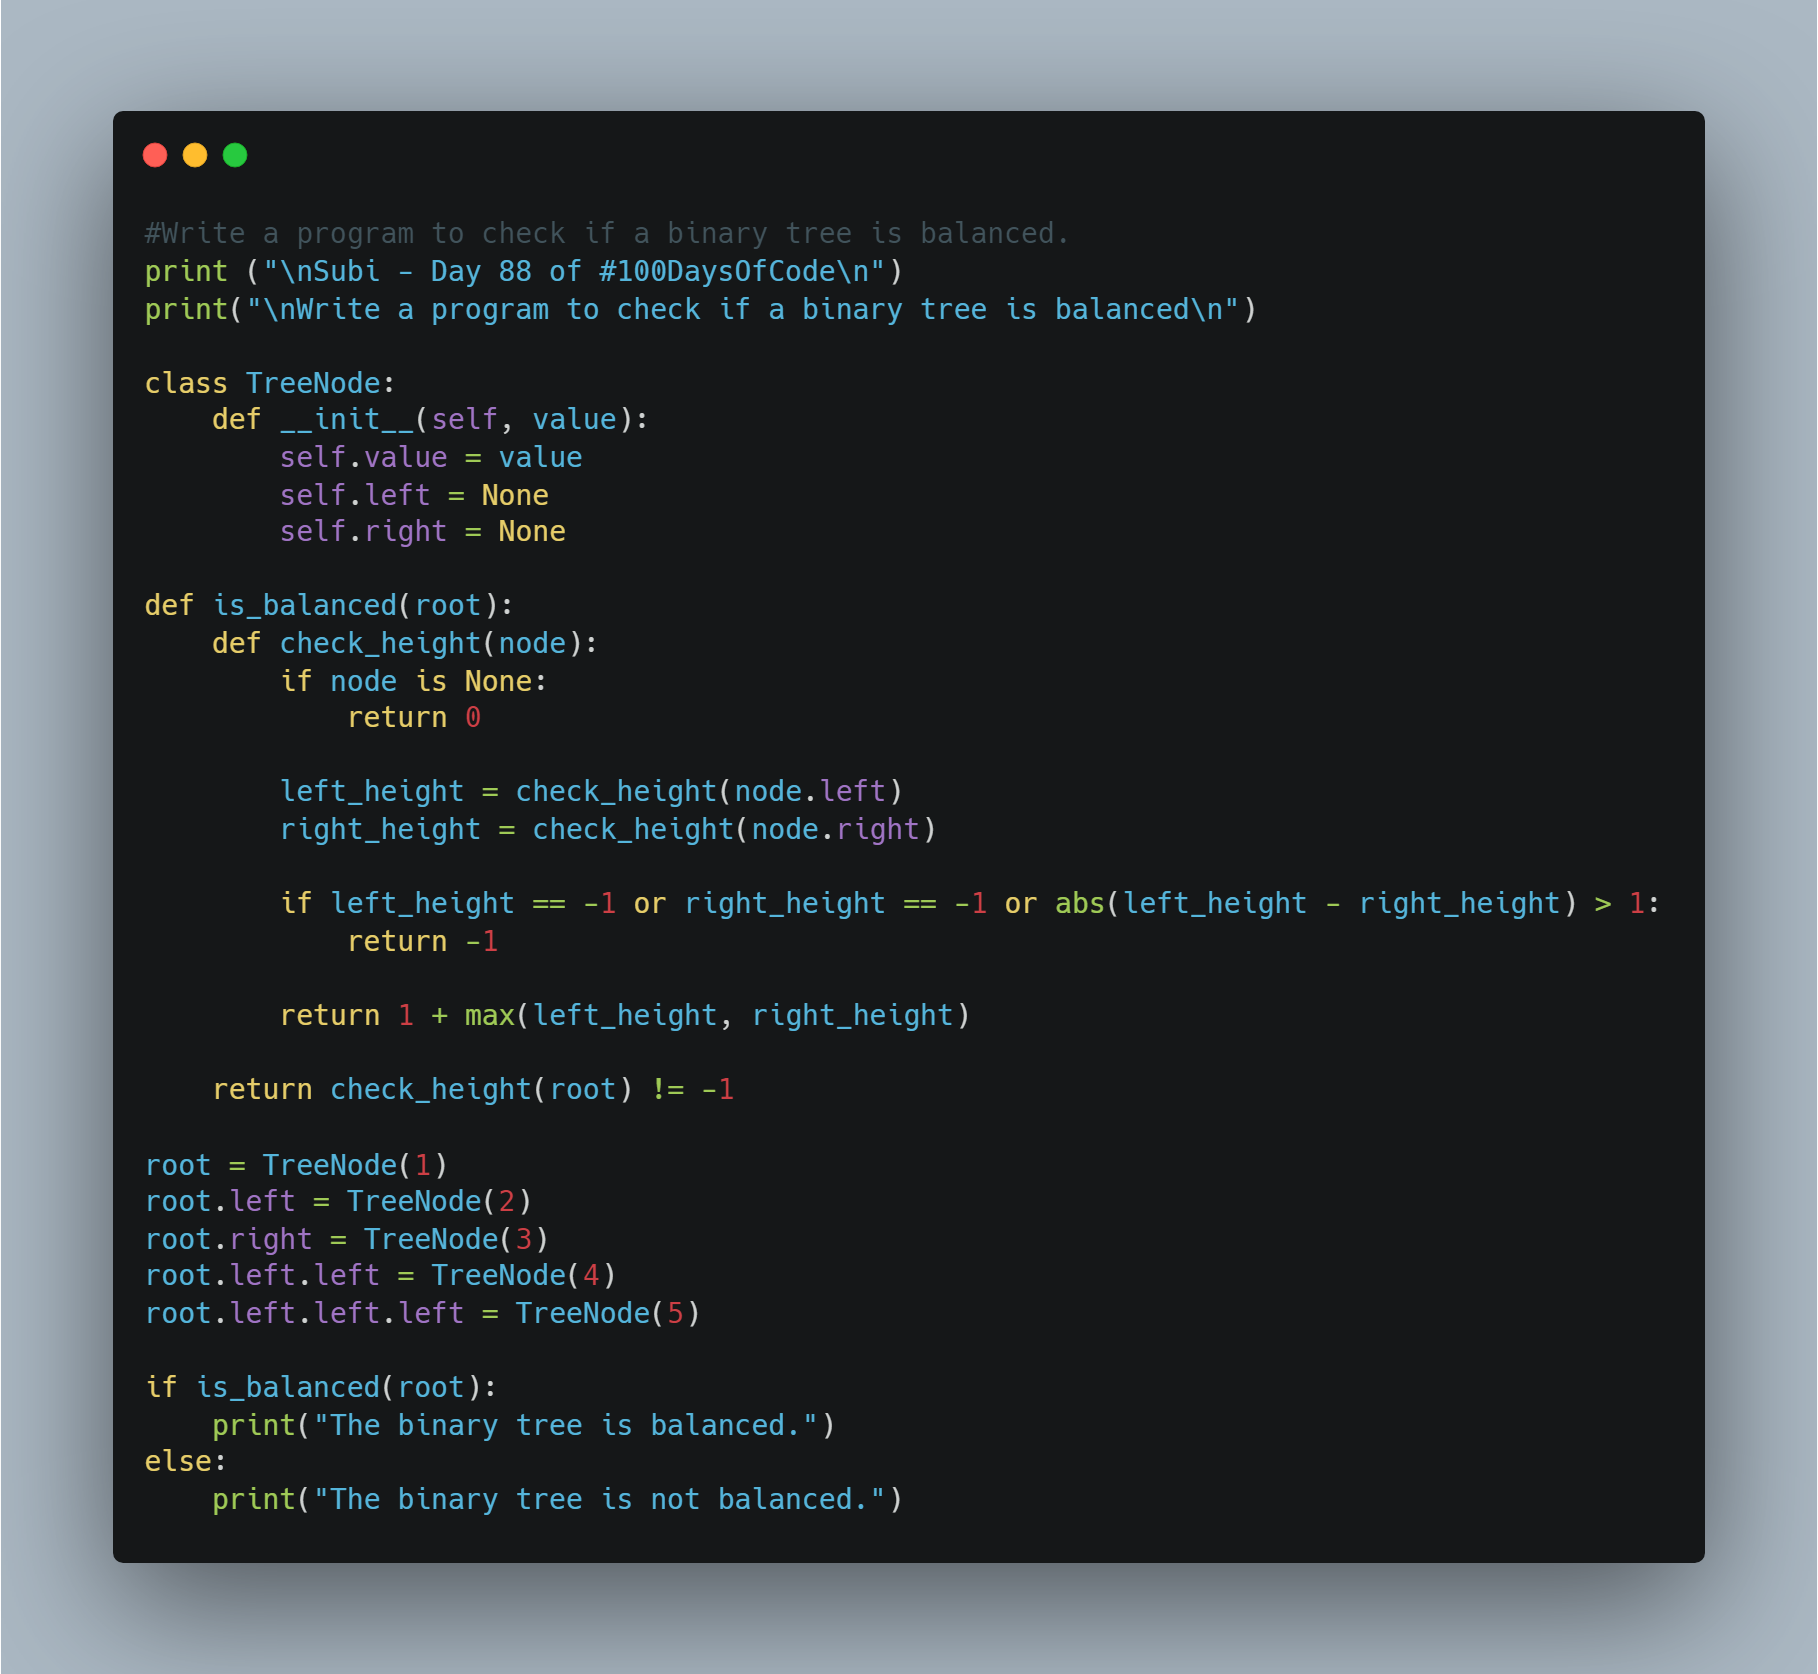 #Write a program to check if a binary tree is balanced.
print ("\nSubi - Day 88 of #100DaysOfCode\n")
print("\nWrite a program to check if a binary tree is balanced\n")

class TreeNode:
    def __init__(self, value):
        self.value = value
        self.left = None
        self.right = None

def is_balanced(root):
    def check_height(node):
        if node is None:
            return 0

        left_height = check_height(node.left)
        right_height = check_height(node.right)

        if left_height == -1 or right_height == -1 or abs(left_height - right_height) > 1:
            return -1

        return 1 + max(left_height, right_height)

    return check_height(root) != -1

root = TreeNode(1)
root.left = TreeNode(2)
root.right = TreeNode(3)
root.left.left = TreeNode(4)
root.left.left.left = TreeNode(5)

if is_balanced(root):
    print("The binary tree is balanced.")
else:
    print("The binary tree is not balanced.")